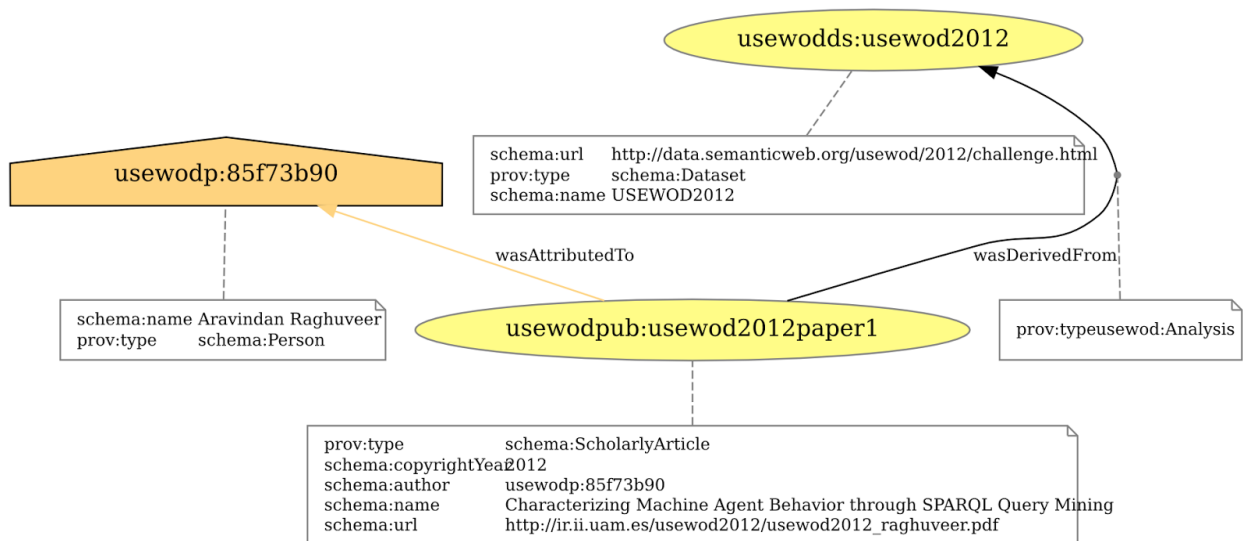 usewodds:usewod2012
schema:url http://data.semanticweb.org/usewod/2012/challenge.html
prov:type schema:Dataset
schema:name USEWOD2012
usewodp:85f73b90
wasAttributedTo
wasDerivedFrom
schema:name Aravindan Raghuveer
prov:type schema:Person
usewodpub:usewod2012paper1
prov:typeusewod:Analysis
prov:type schema:ScholarlyArticle
schema:copyrightYear 2012
schema:author usewodp:85f73b90
schema:name Characterizing Machine Agent Behavior through SPARQL Query Mining
schema:url http://ir.ii.uam.es/usewod2012/usewod2012_raghuveer.pdf